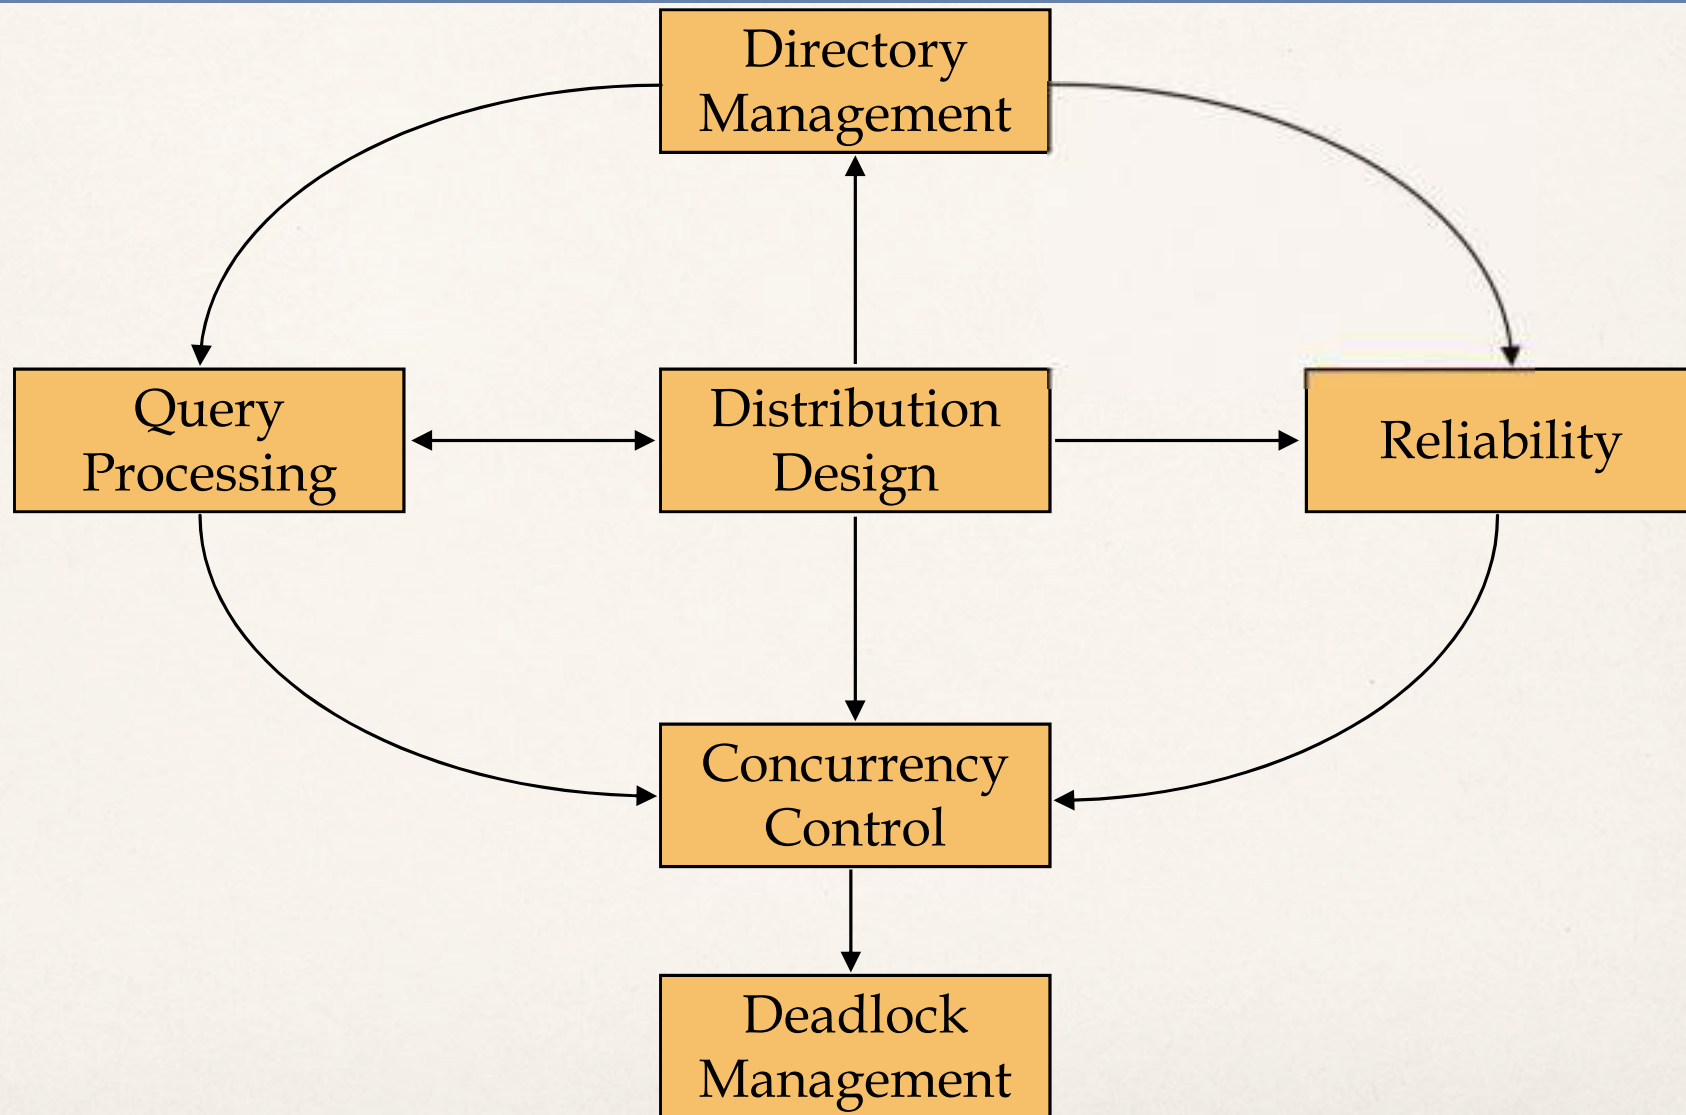 Directory
Management
Query
Processing
Distribution
Design
Reliability
Concurrency
Control
Deadlock
Management